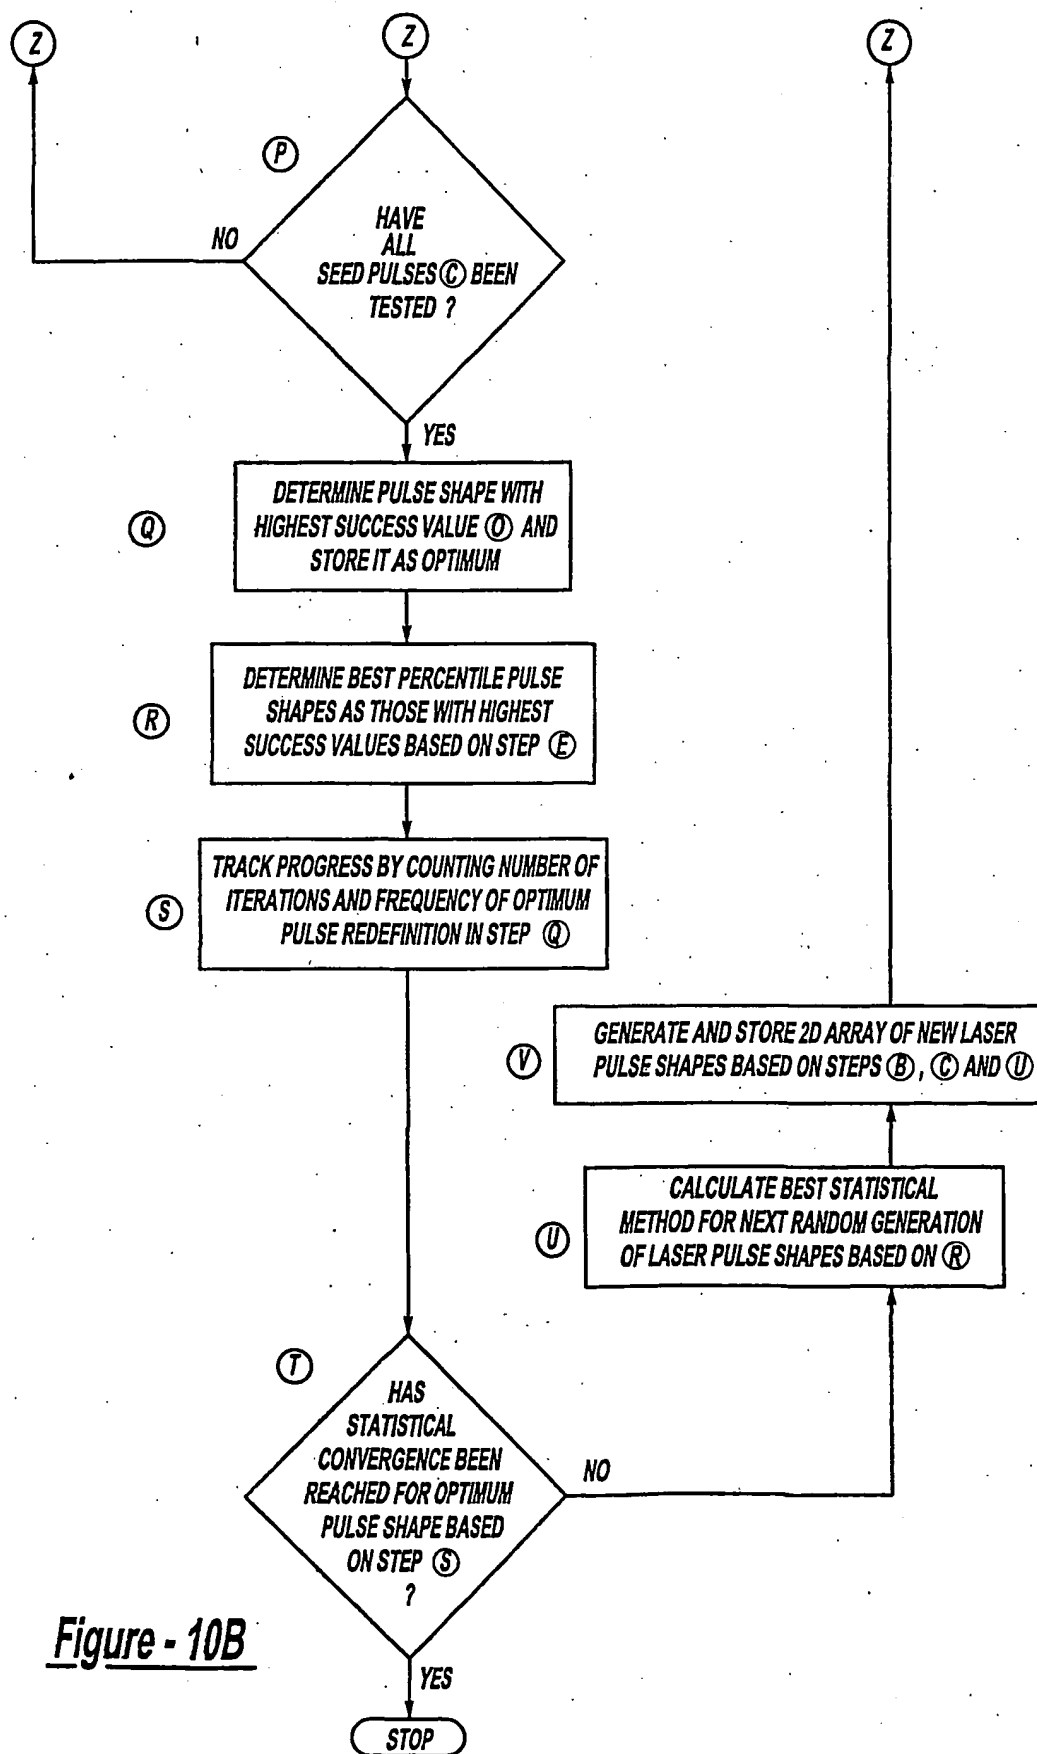 Z
Z
Z
P
HAVE
ALL
SEED PULSES C BEEN
TESTED ?
NO
YES
Q
DETERMINE PULSE SHAPE WITH
HIGHEST SUCCESS VALUE O AND
STORE IT AS OPTIMUM
R
DETERMINE BEST PERCENTILE PULSE
SHAPES AS THOSE WITH HIGHEST
SUCCESS VALUES BASED ON STEP E
S
TRACK PROGRESS BY COUNTING NUMBER OF
ITERATIONS AND FREQUENCY OF OPTIMUM
PULSE REDEFINITION IN STEP Q
V
GENERATE AND STORE 2D ARRAY OF NEW LASER
PULSE SHAPES BASED ON STEPS B, C AND U
U
CALCULATE BEST STATISTICAL
METHOD FOR NEXT RANDOM GENERATION
OF LASER PULSE SHAPES BASED ON R
T
HAS
STATISTICAL
CONVERGENCE BEEN
REACHED FOR OPTIMUM
PULSE SHAPE BASED
ON STEP S
?
NO
YES
STOP
Figure - 10B